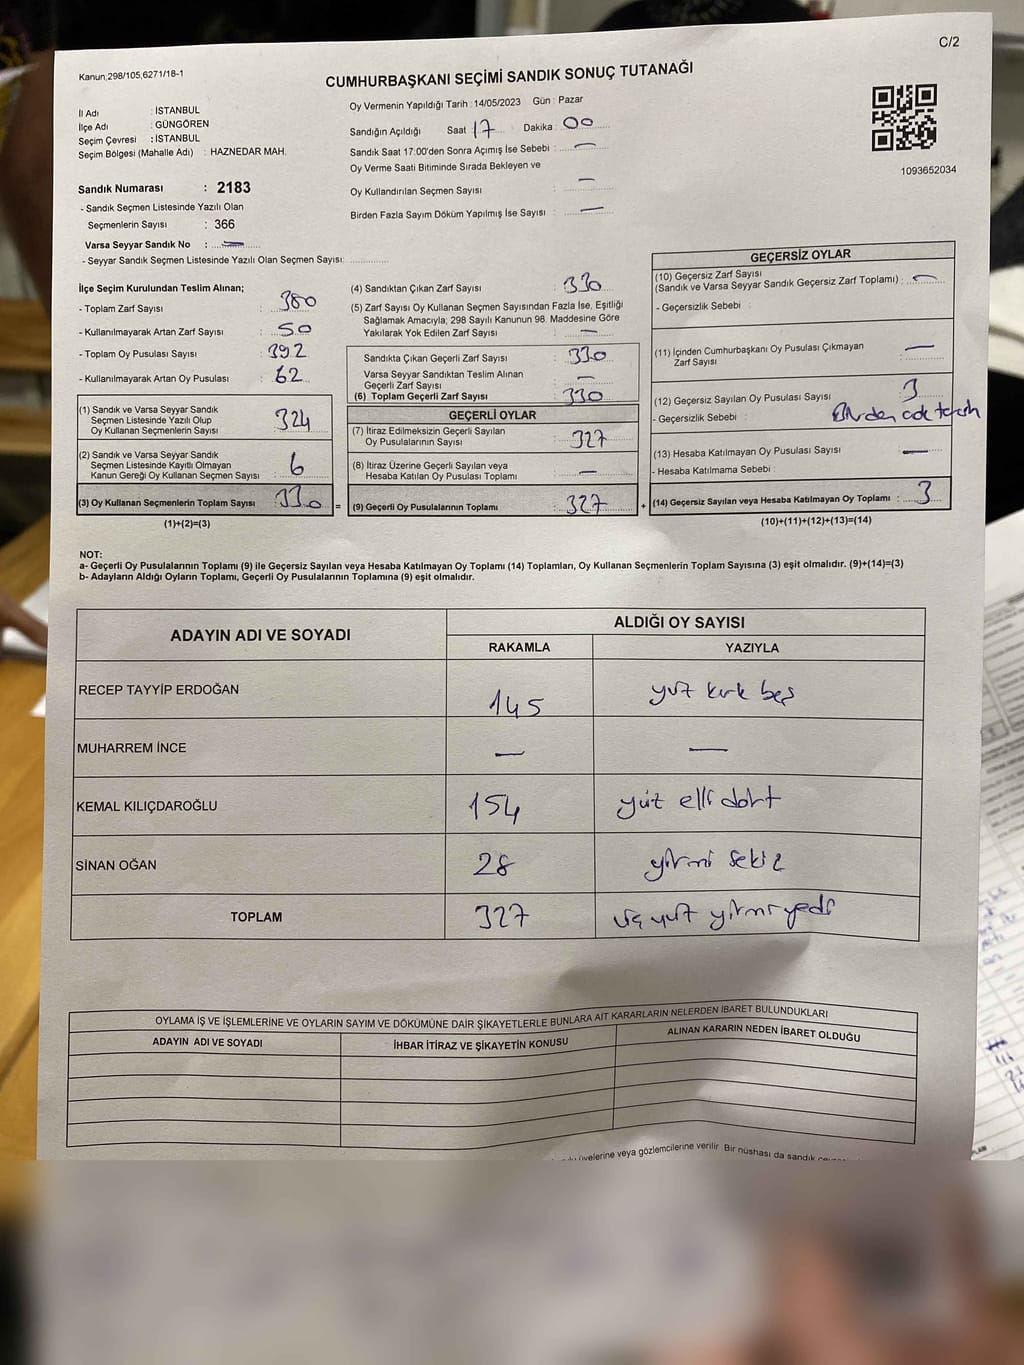 C/2
Kanun,298/105,6271/18-1
CUMHURBAŞKANI SEÇİMİ SANDIK SONUÇ TUTANAĞI
İl Adı : İSTANBUL
İlçe Adı : GÜNGÖREN
Seçim Çevresi : İSTANBUL
Seçim Bölgesi (Mahalle Adı) : HAZNEDAR MAH.
Sandık Numarası : 2183
- Sandık Seçmen Listesinde Yazılı Olan
Seçmenlerin Sayısı : 366
Varsa Seyyar Sandık No : —
- Seyyar Sandık Seçmen Listesinde Yazılı Olan Seçmen Sayısı:
Oy Vermenin Yapıldığı Tarih : 14/05/2023 Gün : Pazar
Sandığın Açıldığı Saat 17 Dakika : 00
Sandık Saat 17:00'den Sonra Açımış İse Sebebi : —
Oy Verme Saati Bitiminde Sırada Bekleyen ve
Oy Kullandırılan Seçmen Sayısı : —
Birden Fazla Sayım Döküm Yapılmış İse Sayısı : —
1093652034
İlçe Seçim Kurulundan Teslim Alınan;
- Toplam Zarf Sayısı : 380
- Kullanılmayarak Artan Zarf Sayısı : 50
- Toplam Oy Pusulası Sayısı : 392
- Kullanılmayarak Artan Oy Pusulası : 62
(1) Sandık ve Varsa Seyyar Sandık
Seçmen Listesinde Yazılı Olup
Oy Kullanan Seçmenlerin Sayısı : 324
(2) Sandık ve Varsa Seyyar Sandık
Seçmen Listesinde Kayıtlı Olmayan
Kanun Gereği Oy Kullanan Seçmen Sayısı : 6
(3) Oy Kullanan Seçmenlerin Toplam Sayısı : 330
(1)+(2)=(3)
(4) Sandıktan Çıkan Zarf Sayısı : 330
(5) Zarf Sayısı Oy Kullanan Seçmen Sayısından Fazla İse, Eşitliği
Sağlamak Amacıyla; 298 Sayılı Kanunun 98. Maddesine Göre
Yakılarak Yok Edilen Zarf Sayısı : —
Sandıkta Çıkan Geçerli Zarf Sayısı : 330
Varsa Seyyar Sandıktan Teslim Alınan
Geçerli Zarf Sayısı : —
(6) Toplam Geçerli Zarf Sayısı : 330
GEÇERLİ OYLAR
(7) İtiraz Edilmeksizin Geçerli Sayılan
Oy Pusulalarının Sayısı : 327
(8) İtiraz Üzerine Geçerli Sayılan veya
Hesaba Katılan Oy Pusulası Toplamı : —
= (9) Geçerli Oy Pusulalarının Toplamı : 327 +
GEÇERSİZ OYLAR
(10) Geçersiz Zarf Sayısı
(Sandık ve Varsa Seyyar Sandık Geçersiz Zarf Toplamı) : —
- Geçersizlik Sebebi :
(11) İçinden Cumhurbaşkanı Oy Pusulası Çıkmayan
Zarf Sayısı : —
(12) Geçersiz Sayılan Oy Pusulası Sayısı : 3
- Geçersizlik Sebebi : Birden çok tercih
(13) Hesaba Katılmayan Oy Pusulası Sayısı : —
- Hesaba Katılmama Sebebi :
(14) Geçersiz Sayılan veya Hesaba Katılmayan Oy Toplamı : 3
(10)+(11)+(12)+(13)=(14)
NOT:
a- Geçerli Oy Pusulalarının Toplamı (9) ile Geçersiz Sayılan veya Hesaba Katılmayan Oy Toplamı (14) Toplamları, Oy Kullanan Seçmenlerin Toplam Sayısına (3) eşit olmalıdır. (9)+(14)=(3)
b- Adayların Aldığı Oyların Toplamı, Geçerli Oy Pusulalarının Toplamına (9) eşit olmalıdır.
ADAYIN ADI VE SOYADI
ALDIĞI OY SAYISI
RAKAMLA YAZIYLA
RECEP TAYYİP ERDOĞAN 145 yüz kırk beş
MUHARREM İNCE — —
KEMAL KILIÇDAROĞLU 154 yüz elli dört
SİNAN OĞAN 28 yirmi sekiz
TOPLAM 327 üç yüz yirmi yedi
OYLAMA İŞ VE İŞLEMLERİNE VE OYLARIN SAYIM VE DÖKÜMÜNE DAİR ŞİKAYETLERLE BUNLARA AİT KARARLARIN NELERDEN İBARET BULUNDUKLARI
ADAYIN ADI VE SOYADI İHBAR İTİRAZ VE ŞİKAYETİN KONUSU ALINAN KARARIN NEDEN İBARET OLDUĞU
üyelerine veya gözlemcilerine verilir. Bir nüshası da sandık